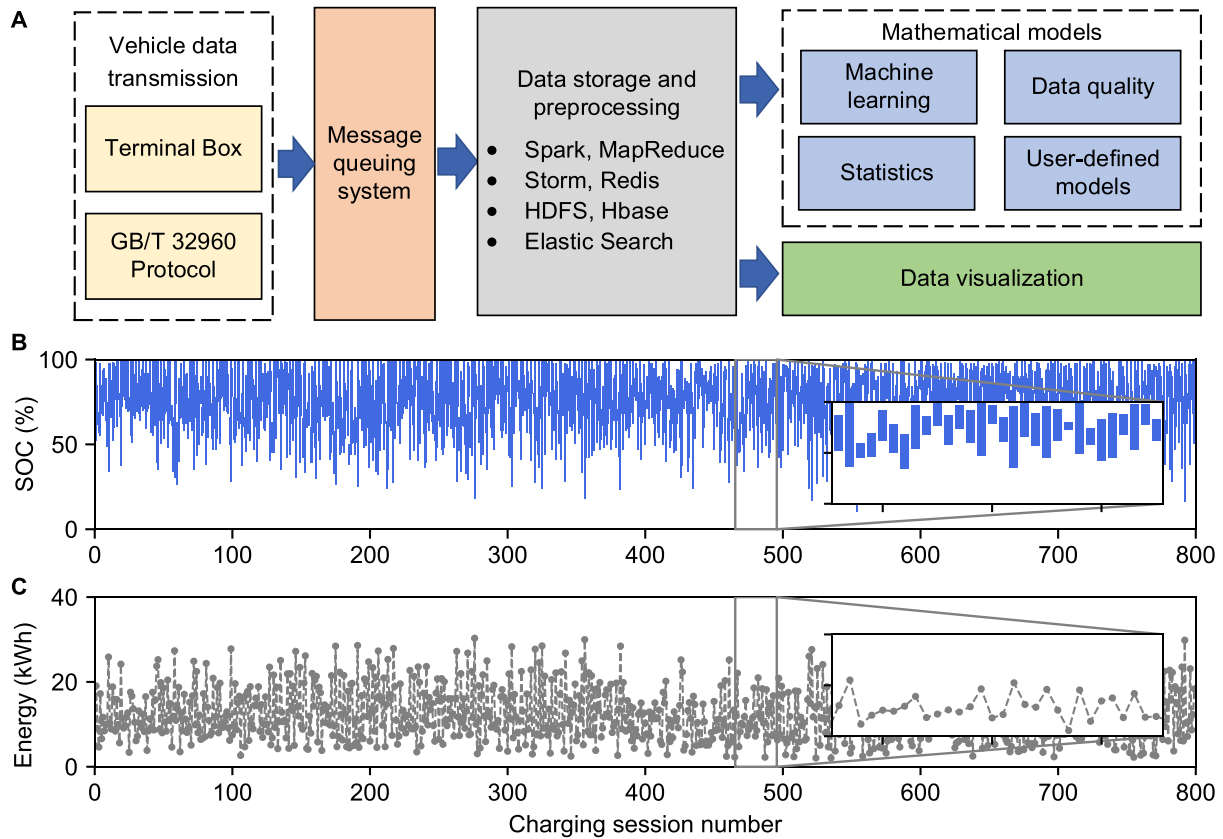 A
Vehicle data
transmission
Terminal Box
GB/T 32960
Protocol
Message
queuing
system
Data storage and
preprocessing
● Spark, MapReduce
● Storm, Redis
● HDFS, Hbase
● Elastic Search
Mathematical models
Machine
learning
Data quality
Statistics
User-defined
models
Data visualization
B
SOC (%)
100
50
0
0 100 200 300 400 500 600 700 800
C
Energy (kWh)
40
20
0
0 100 200 300 400 500 600 700 800
Charging session number